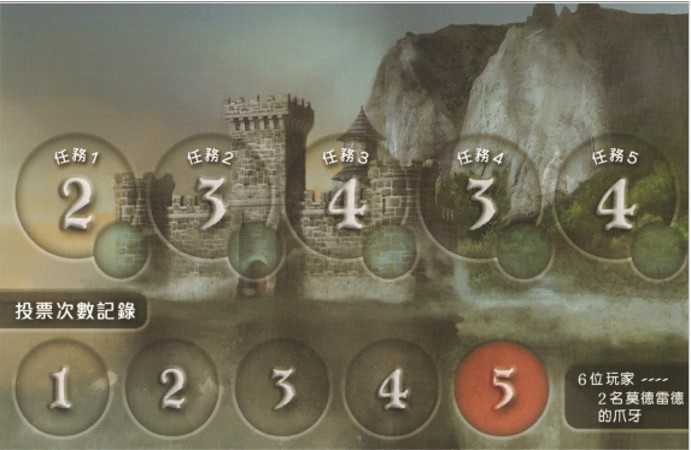 任務1 任務2 任務3 任務4 任務5
2 3 4 3 4
投票次數記錄
1 2 3 4 5
6位玩家 ----
2名莫德雷德
的爪牙